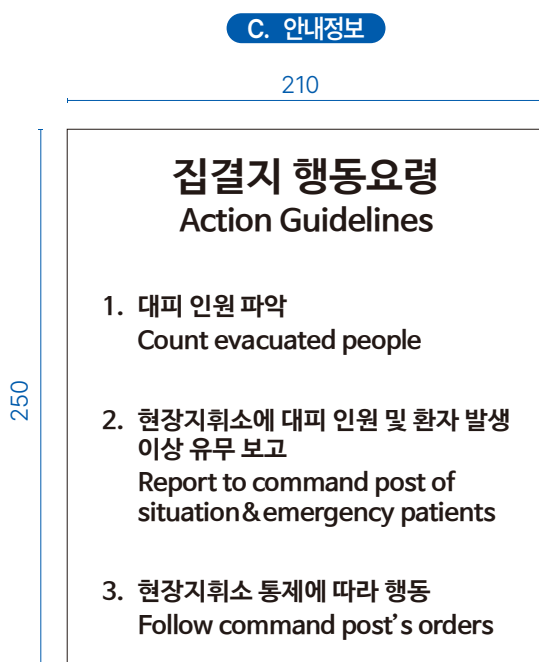 C. 안내정보
210
250
집결지 행동요령
Action Guidelines
1. 대피 인원 파악
Count evacuated people
2. 현장지휘소에 대피 인원 및 환자 발생
이상 유무 보고
Report to command post of
situation&emergency patients
3. 현장지휘소 통제에 따라 행동
Follow command post's orders